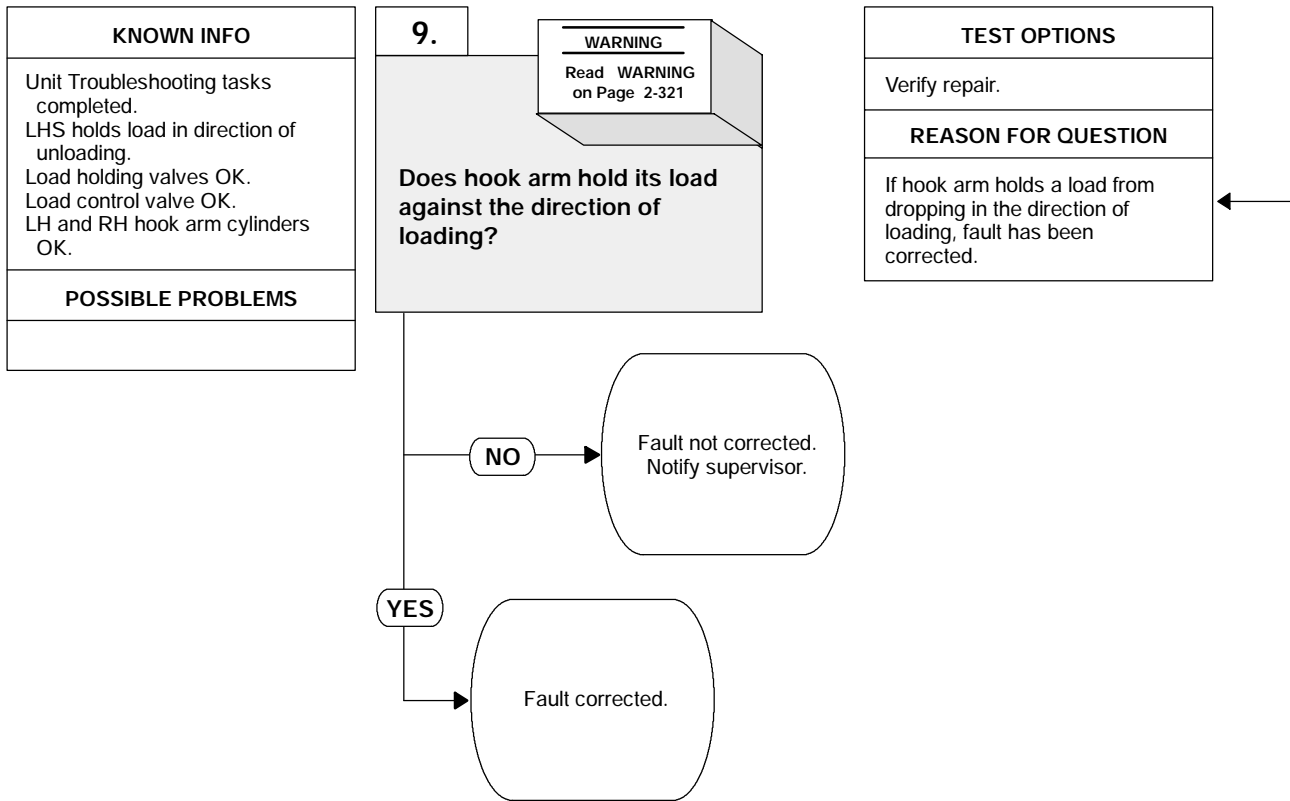 KNOWN INFO
Unit Troubleshooting tasks
completed.
LHS holds load in direction of
unloading.
Load holding valves OK.
Load control valve OK.
LH and RH hook arm cylinders
OK.
POSSIBLE PROBLEMS
9.
WARNING
Read WARNING
on Page 2-321
Does hook arm hold its load
against the direction of
loading?
TEST OPTIONS
Verify repair.
REASON FOR QUESTION
If hook arm holds a load from
dropping in the direction of
loading, fault has been
corrected.
NO
Fault not corrected.
Notify supervisor.
YES
Fault corrected.